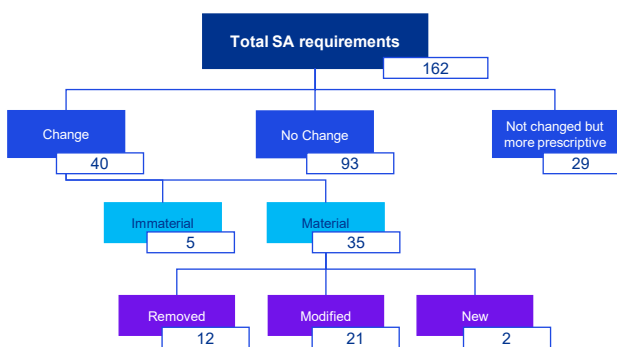 Total SA requirements
162
Change
40
No Change
93
Not changed but
more prescriptive
29
Immaterial
5
Material
35
Removed
12
Modified
21
New
2